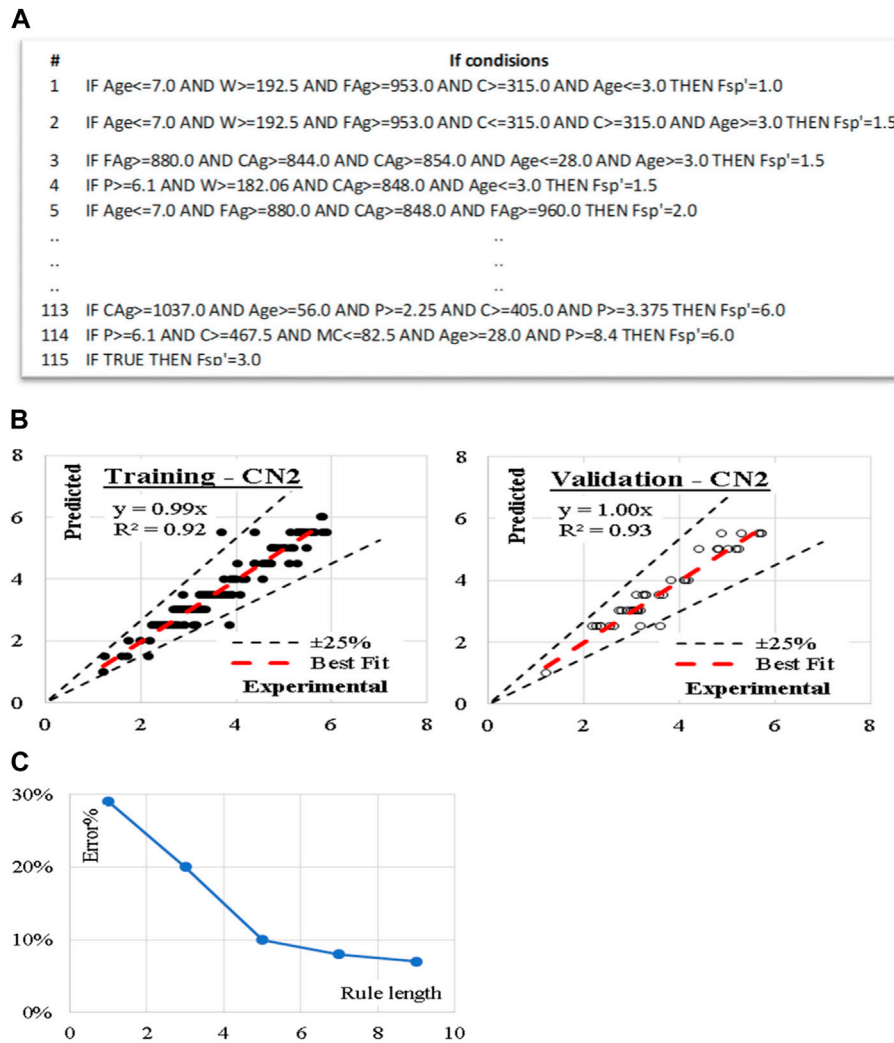 A
# If condisions
1 IF Age<=7.0 AND W>=192.5 AND FAg>=953.0 AND C>=315.0 AND Age<=3.0 THEN Fsp'=1.0
2 IF Age<=7.0 AND W>=192.5 AND FAg>=953.0 AND C<=315.0 AND C>=315.0 AND Age>=3.0 THEN Fsp'=1.5
3 IF FAg>=880.0 AND CAg>=844.0 AND CAg>=854.0 AND Age<=28.0 AND Age>=3.0 THEN Fsp'=1.5
4 IF P>=6.1 AND W>=182.06 AND CAg>=848.0 AND Age<=3.0 THEN Fsp'=1.5
5 IF Age<=7.0 AND FAg>=880.0 AND CAg>=848.0 AND FAg>=960.0 THEN Fsp'=2.0
.. ..
.. ..
.. ..
113 IF CAg>=1037.0 AND Age>=56.0 AND P>=2.25 AND C>=405.0 AND P>=3.375 THEN Fsp'=6.0
114 IF P>=6.1 AND C>=467.5 AND MC<=82.5 AND Age>=28.0 AND P>=8.4 THEN Fsp'=6.0
115 IF TRUE THEN Fsp'=3.0
B
8
6
4
2
0
Predicted
Training - CN2
y = 0.99x
R² = 0.92
±25%
Best Fit
Experimental
0 2 4 6 8
8
6
4
2
0
Predicted
Validation - CN2
y = 1.00x
R² = 0.93
±25%
Best Fit
Experimental
0 2 4 6 8
C
30%
20%
10%
0%
Error%
Rule length
0 2 4 6 8 10